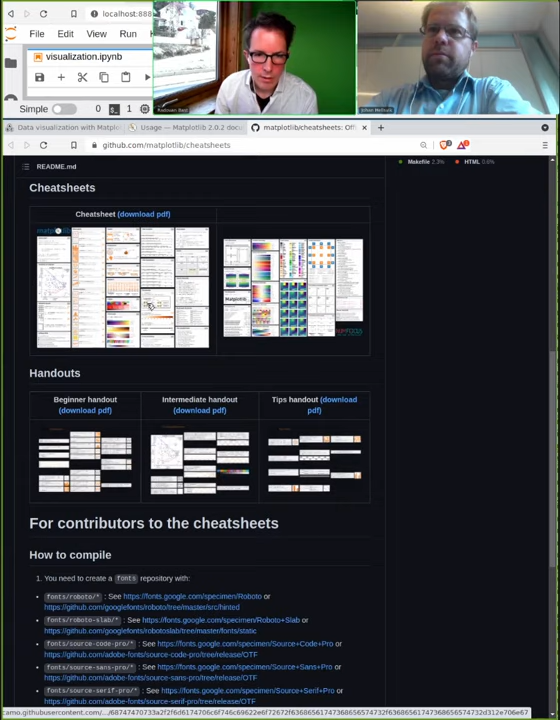 localhost:888
File Edit View Run
visualization.ipynb
Simple 0 1
Radovan Bast
Data visualization with Matpl
Usage — Matplotlib 2.0.2 doc
matplotlib/cheatsheets: Offi
github.com/matplotlib/cheatsheets
README.md
Makefile 2.3% HTML 0.6%
Cheatsheets
Cheatsheet (download pdf)
matplotlib
Handouts
Beginner handout
(download pdf)
Intermediate handout
(download pdf)
Tips handout (download
pdf)
For contributors to the cheatsheets
How to compile
1. You need to create a fonts repository with:
fonts/roboto/* : See https://fonts.google.com/specimen/Roboto or
https://github.com/googlefonts/roboto/tree/master/src/hinted
fonts/roboto-slab/* : See https://fonts.google.com/specimen/Roboto+Slab or
https://github.com/googlefonts/robotoslab/tree/master/fonts/static
fonts/source-code-pro/* : See https://fonts.google.com/specimen/Source+Code+Pro or
https://github.com/adobe-fonts/source-code-pro/tree/release/OTF
fonts/source-sans-pro/* : See https://fonts.google.com/specimen/Source+Sans+Pro or
https://github.com/adobe-fonts/source-sans-pro/tree/release/OTF
fonts/source-serif-pro/* : See https://fonts.google.com/specimen/Source+Serif+Pro or
https://github.com/adobe-fonts/source-serif-pro/tree/release/OTF